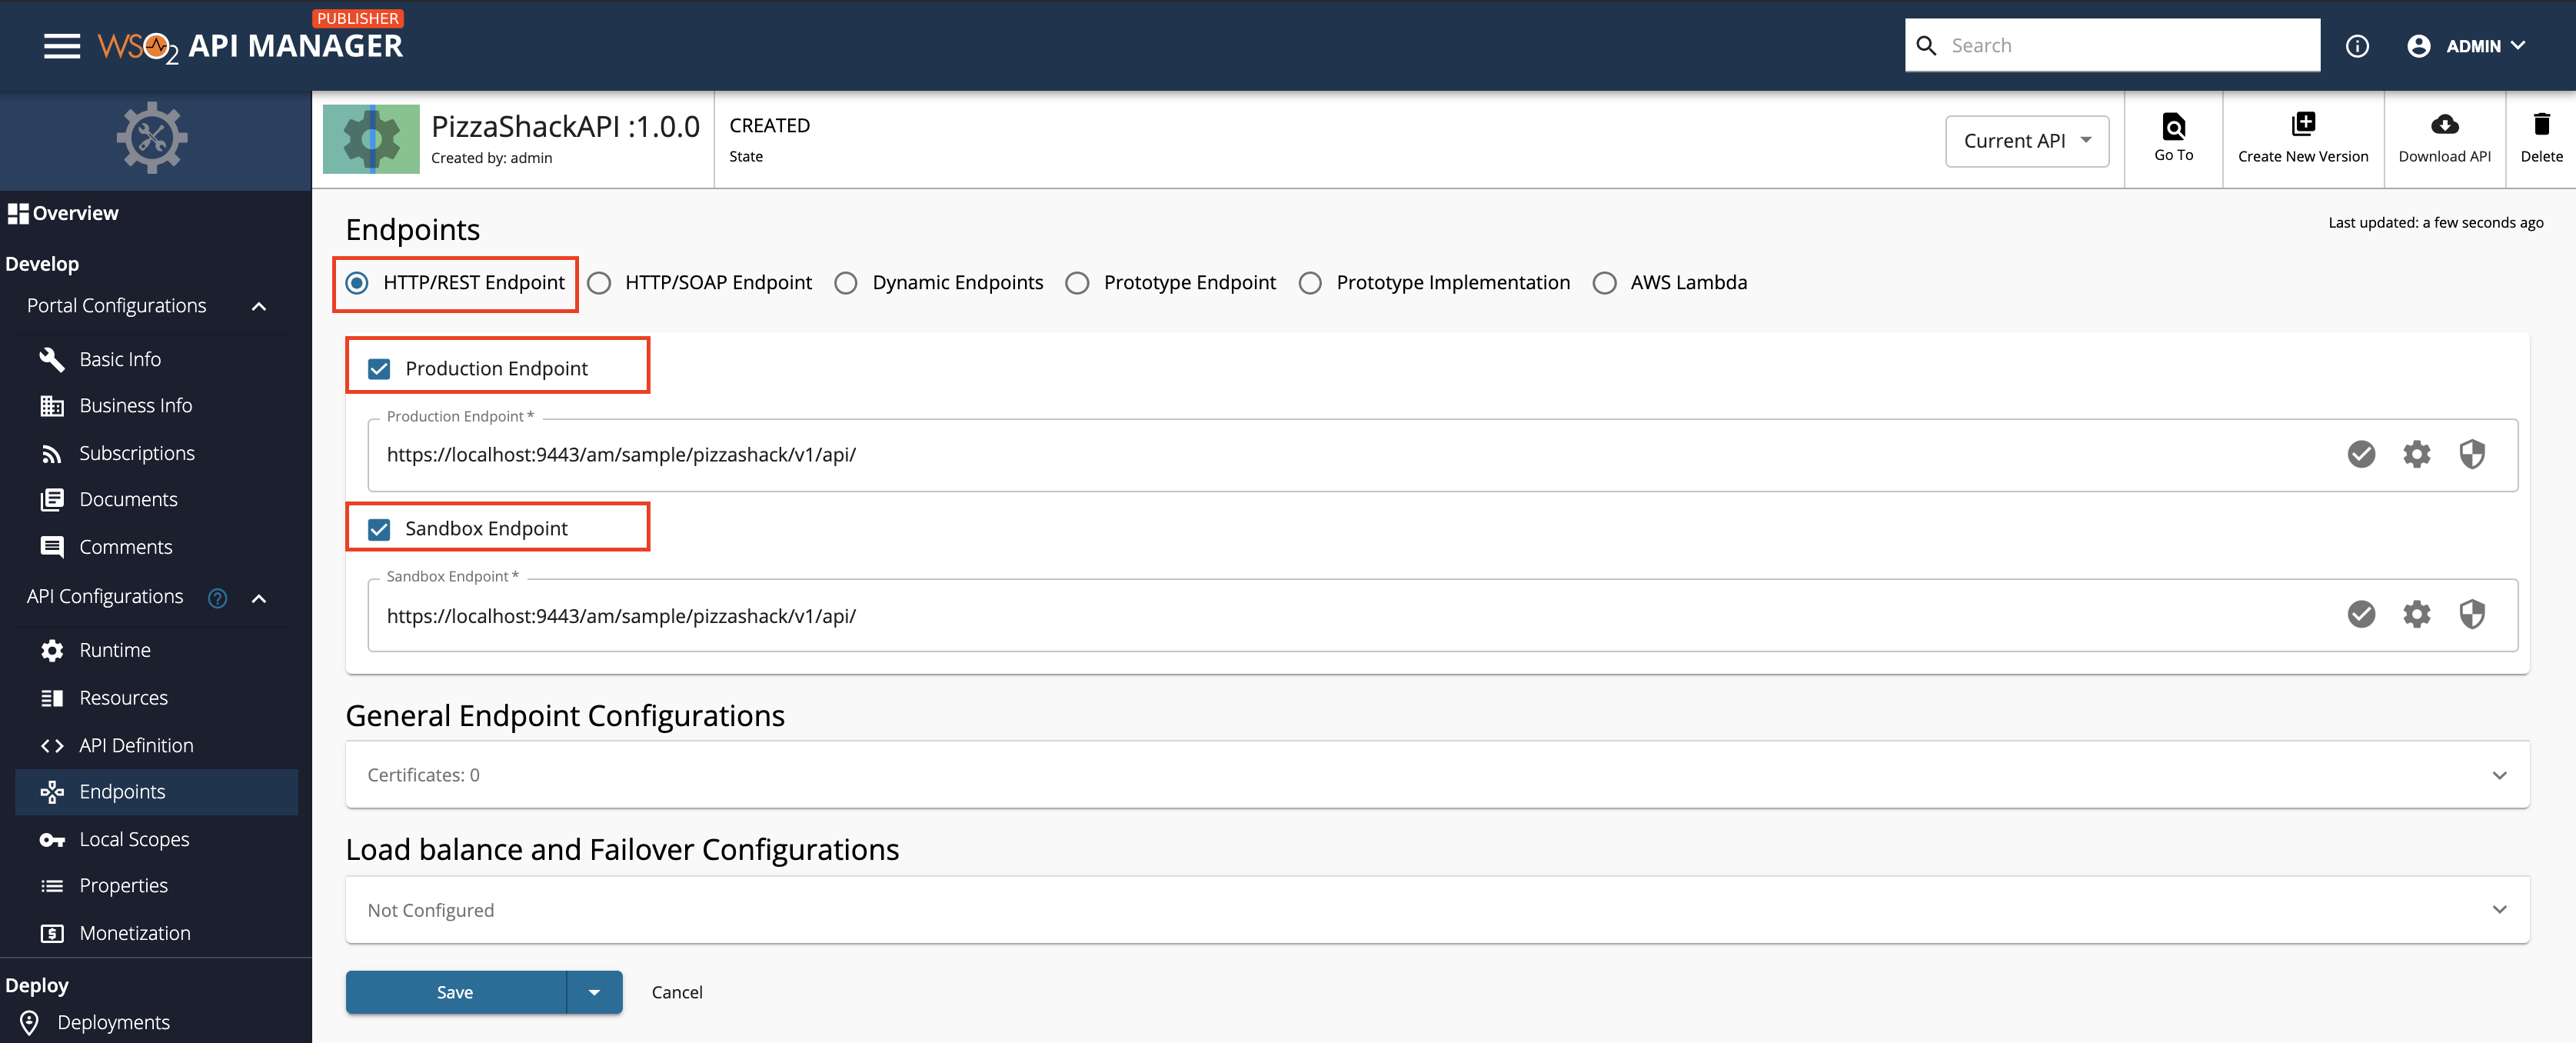 PUBLISHER
WSO2 API MANAGER
Search
ADMIN
PizzaShackAPI :1.0.0
Created by: admin
CREATED
State
Current API
Go To
Create New Version
Download API
Delete
Overview
Develop
Portal Configurations
Basic Info
Business Info
Subscriptions
Documents
Comments
API Configurations
Runtime
Resources
API Definition
Endpoints
Local Scopes
Properties
Monetization
Deploy
Deployments
Endpoints
Last updated: a few seconds ago
HTTP/REST Endpoint HTTP/SOAP Endpoint Dynamic Endpoints Prototype Endpoint Prototype Implementation AWS Lambda
Production Endpoint
Production Endpoint *
https://localhost:9443/am/sample/pizzashack/v1/api/
Sandbox Endpoint
Sandbox Endpoint *
https://localhost:9443/am/sample/pizzashack/v1/api/
General Endpoint Configurations
Certificates: 0
Load balance and Failover Configurations
Not Configured
Save
Cancel